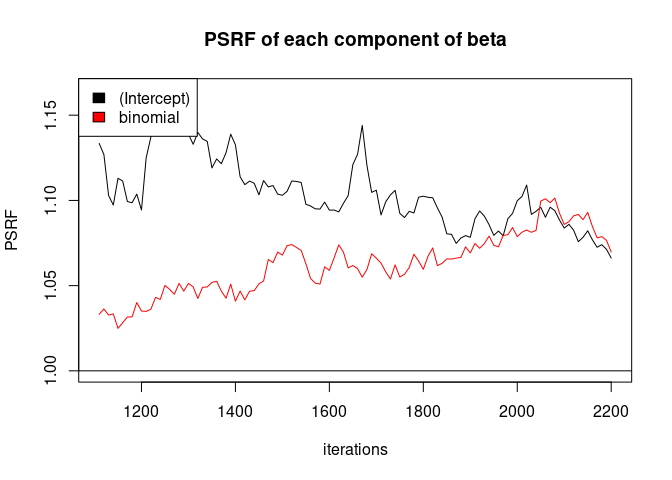 PSRF of each component of beta
(Intercept)
binomial
PSRF
1.15
1.10
1.05
1.00
1200 1400 1600 1800 2000 2200
iterations